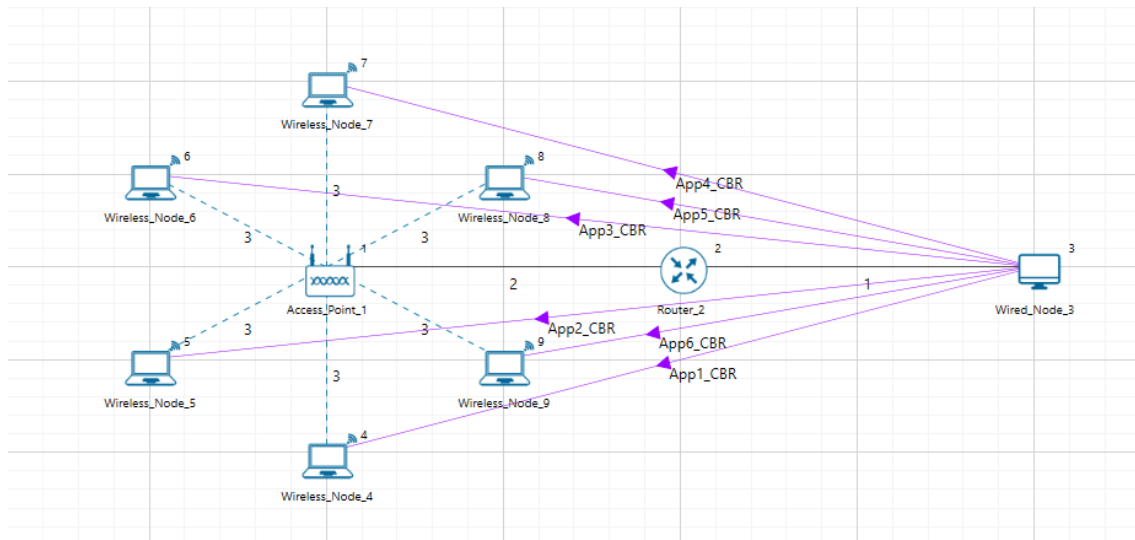 7
Wireless_Node_7
6
8
3
App4_CBR
Wireless_Node_6
Wireless_Node_8
App5_CBR
App3_CBR
3
3
1
2
3
2
1
Access_Point_1
Router_2
Wired_Node_3
3
3
App2_CBR
5
9
App6_CBR
3
App1_CBR
Wireless_Node_5
Wireless_Node_9
4
Wireless_Node_4